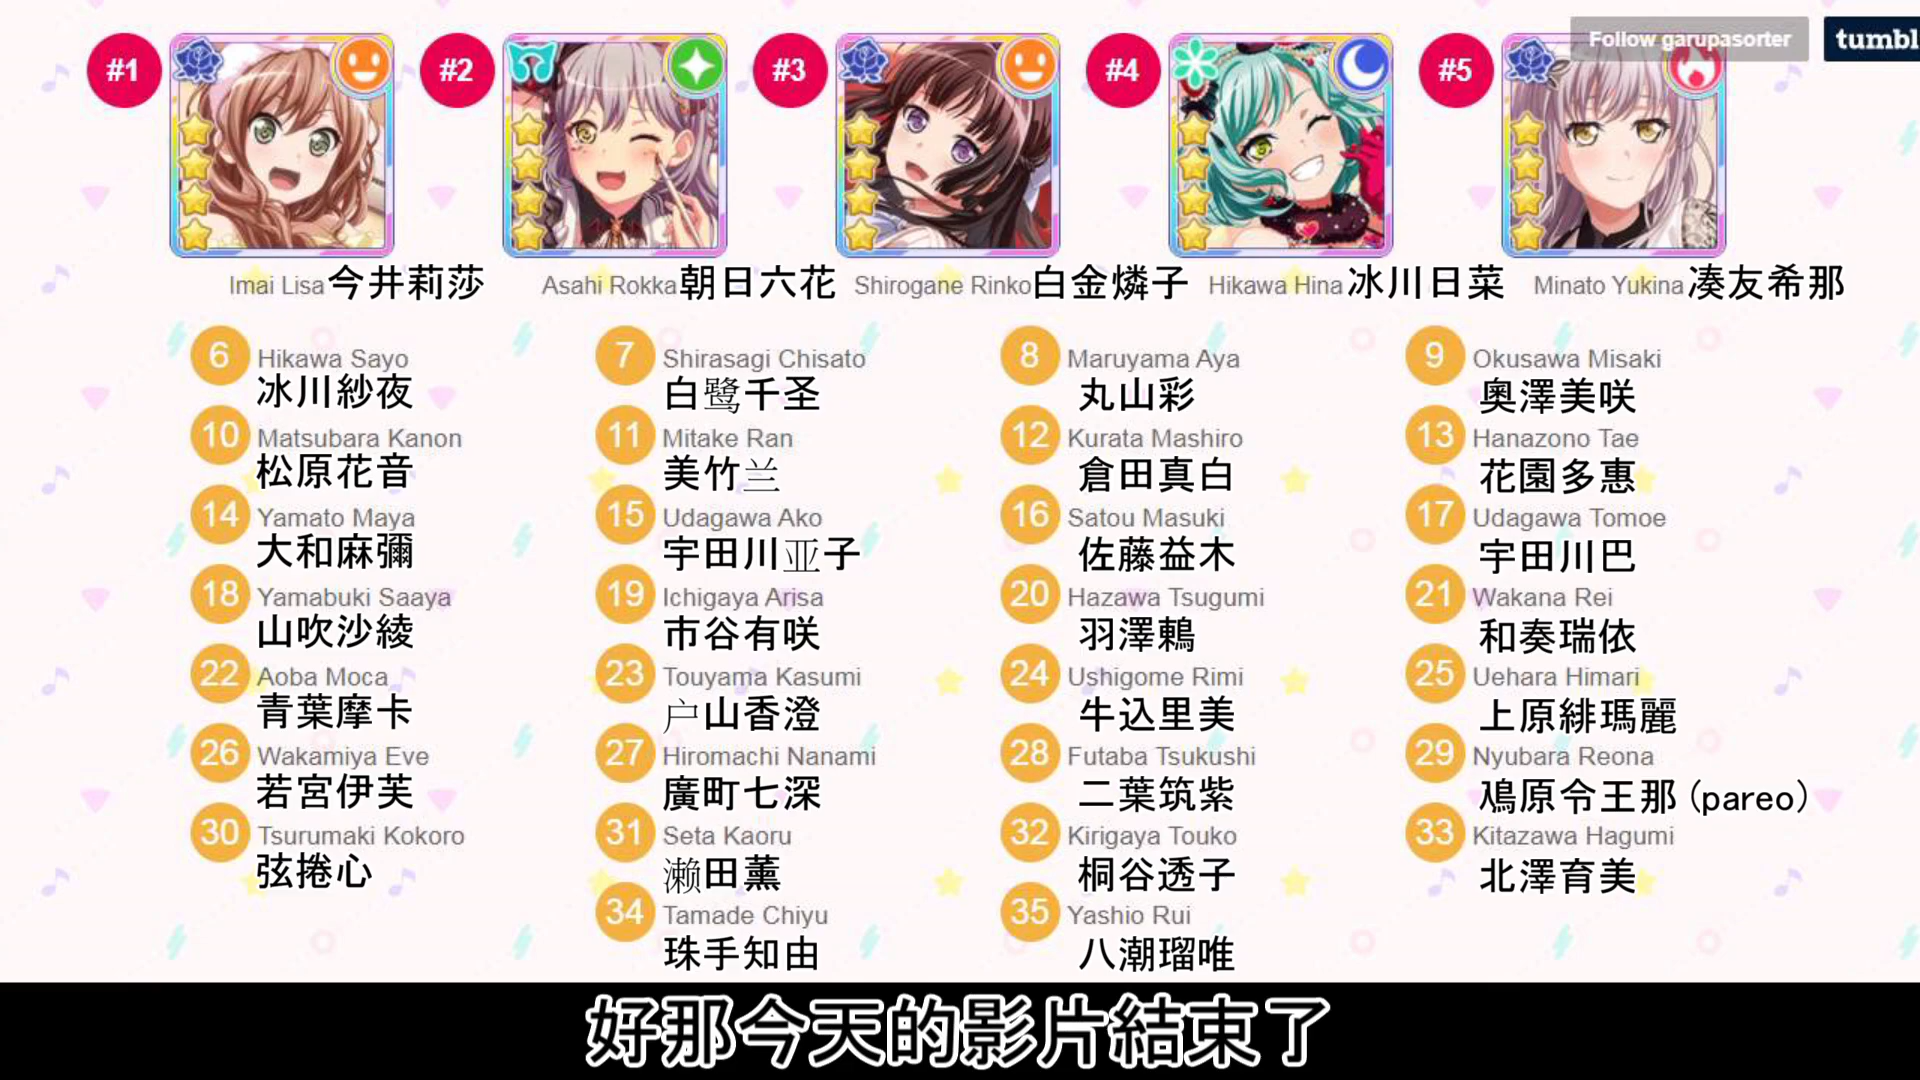 #1
#2
#3
#4
#5
Follow garupasorter
tumbl
Imai Lisa 今井莉莎
Asahi Rokka 朝日六花
Shirogane Rinko 白金燐子
Hikawa Hina 冰川日菜
Minato Yukina 湊友希那
6 Hikawa Sayo
冰川紗夜
7 Shirasagi Chisato
白鹭千圣
8 Maruyama Aya
丸山彩
9 Okusawa Misaki
奧澤美咲
10 Matsubara Kanon
松原花音
11 Mitake Ran
美竹兰
12 Kurata Mashiro
倉田真白
13 Hanazono Tae
花園多惠
14 Yamato Maya
大和麻彌
15 Udagawa Ako
宇田川亚子
16 Satou Masuki
佐藤益木
17 Udagawa Tomoe
宇田川巴
18 Yamabuki Saaya
山吹沙綾
19 Ichigaya Arisa
市谷有咲
20 Hazawa Tsugumi
羽澤鶫
21 Wakana Rei
和奏瑞依
22 Aoba Moca
青葉摩卡
23 Touyama Kasumi
户山香澄
24 Ushigome Rimi
牛込里美
25 Uehara Himari
上原緋瑪麗
26 Wakamiya Eve
若宮伊芙
27 Hiromachi Nanami
廣町七深
28 Futaba Tsukushi
二葉筑紫
29 Nyubara Reona
鳰原令王那 (pareo)
30 Tsurumaki Kokoro
弦捲心
31 Seta Kaoru
濑田薫
32 Kirigaya Touko
桐谷透子
33 Kitazawa Hagumi
北澤育美
34 Tamade Chiyu
珠手知由
35 Yashio Rui
八潮瑠唯
好那今天的影片結束了